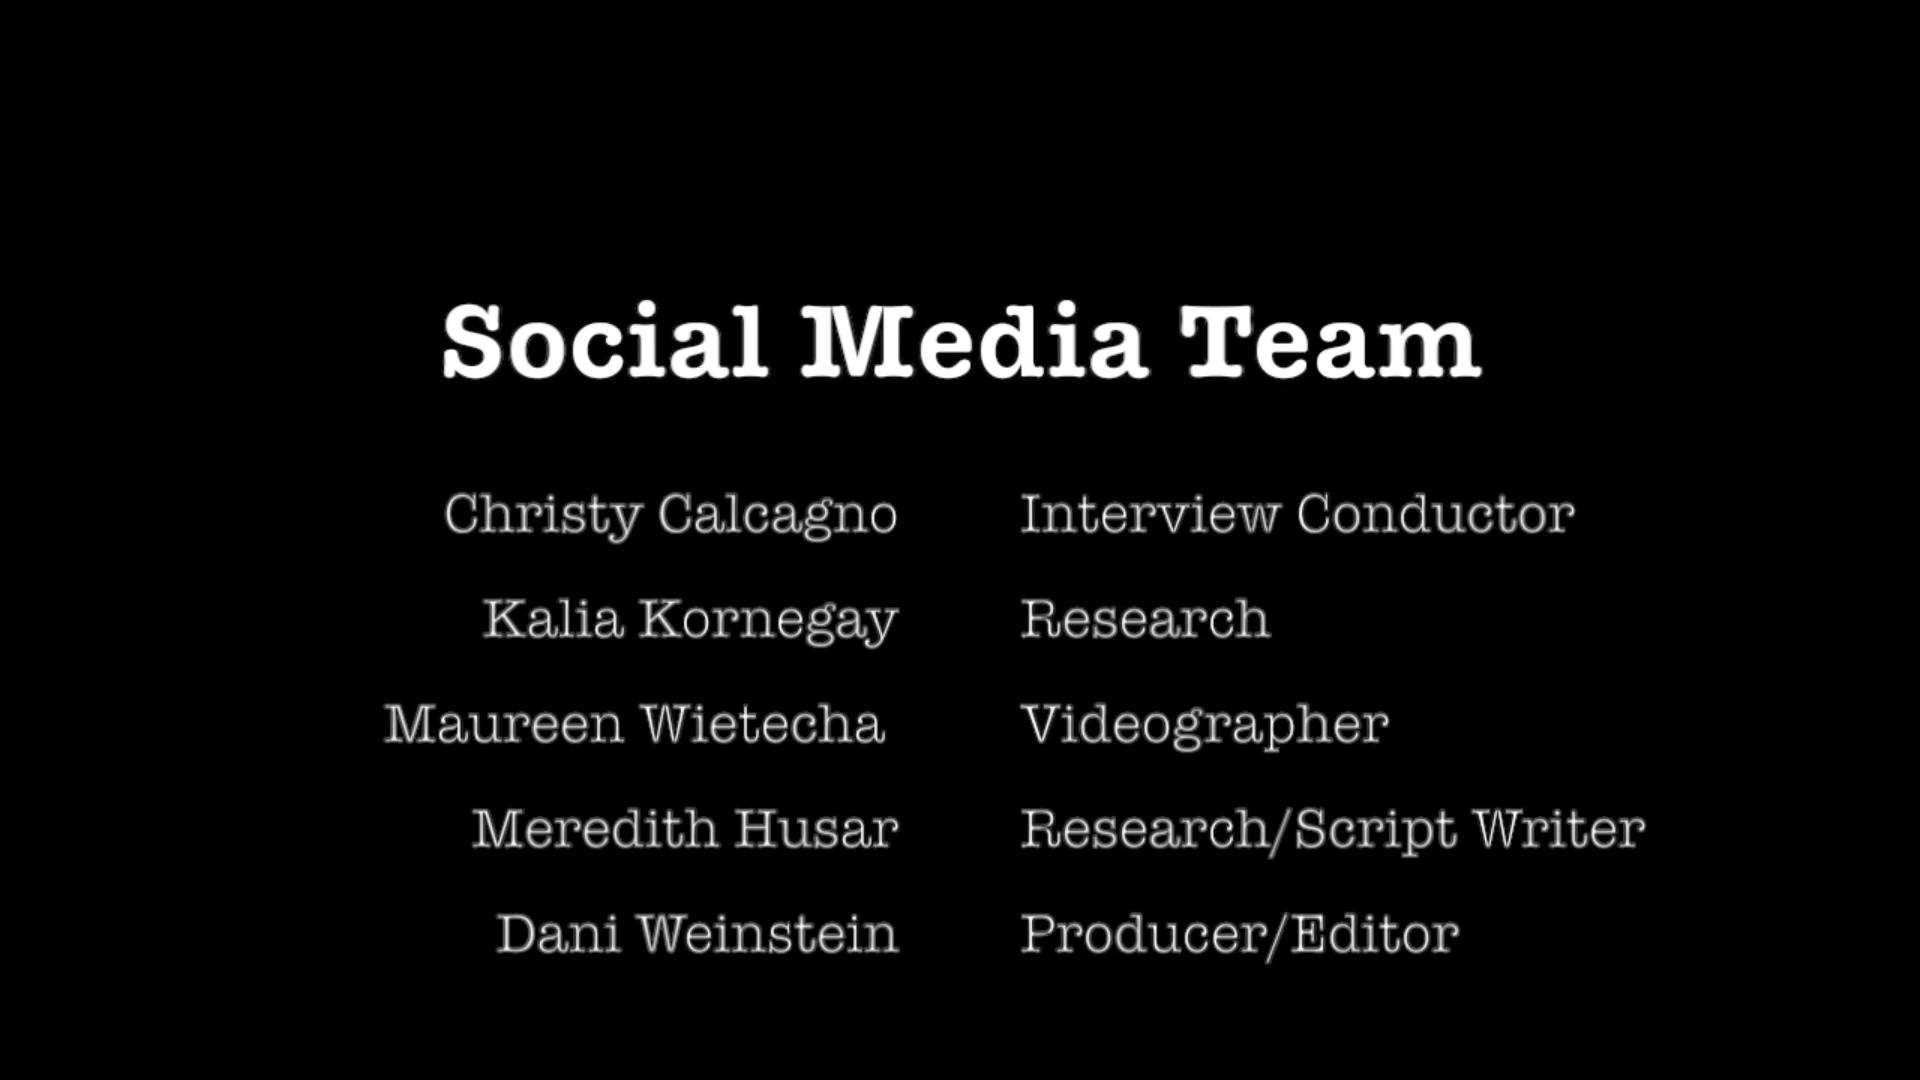 Social Media Team
Christy Calcagno Interview Conductor
Kalia Kornegay Research
Maureen Wietecha Videographer
Meredith Husar Research/Script Writer
Dani Weinstein Producer/Editor